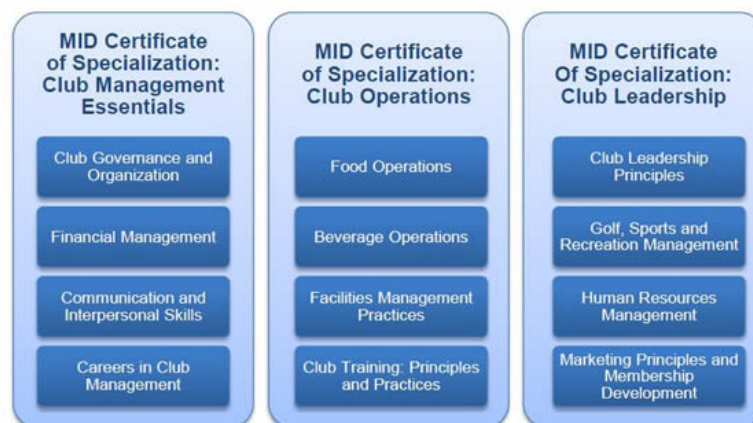 MID Certificate
of Specialization:
Club Management
Essentials
Club Governance and
Organization
Financial Management
Communication and
Interpersonal Skills
Careers in Club
Management
MID Certificate
of Specialization:
Club Operations
Food Operations
Beverage Operations
Facilities Management
Practices
Club Training: Principles
and Practices
MID Certificate
Of Specialization:
Club Leadership
Club Leadership
Principles
Golf, Sports and
Recreation Management
Human Resources
Management
Marketing Principles and
Membership
Development